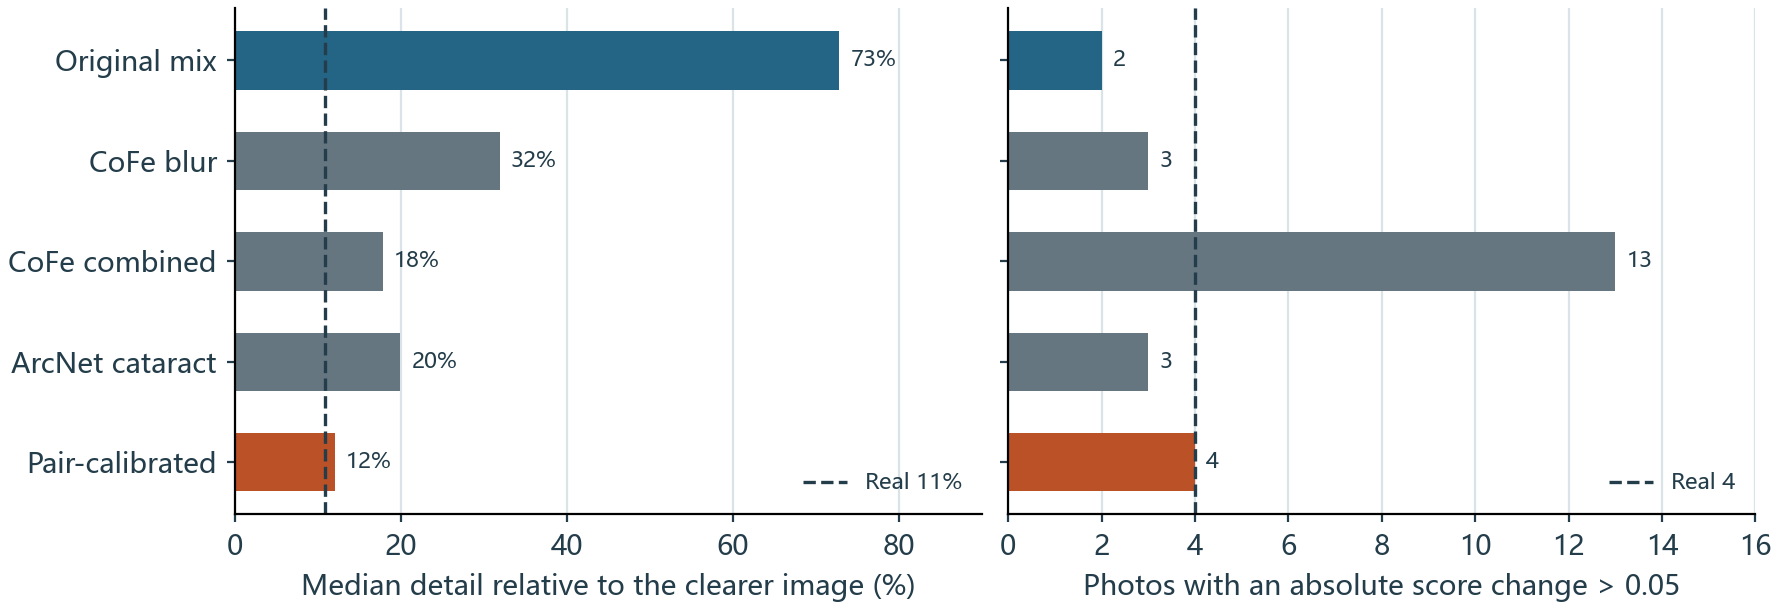 Original mix
73%
2
CoFe blur
32%
3
CoFe combined
18%
13
ArcNet cataract
20%
3
Pair-calibrated
12%
4
Real 11%
Real 4
0 20 40 60 80
0 2 4 6 8 10 12 14 16
Median detail relative to the clearer image (%)
Photos with an absolute score change > 0.05